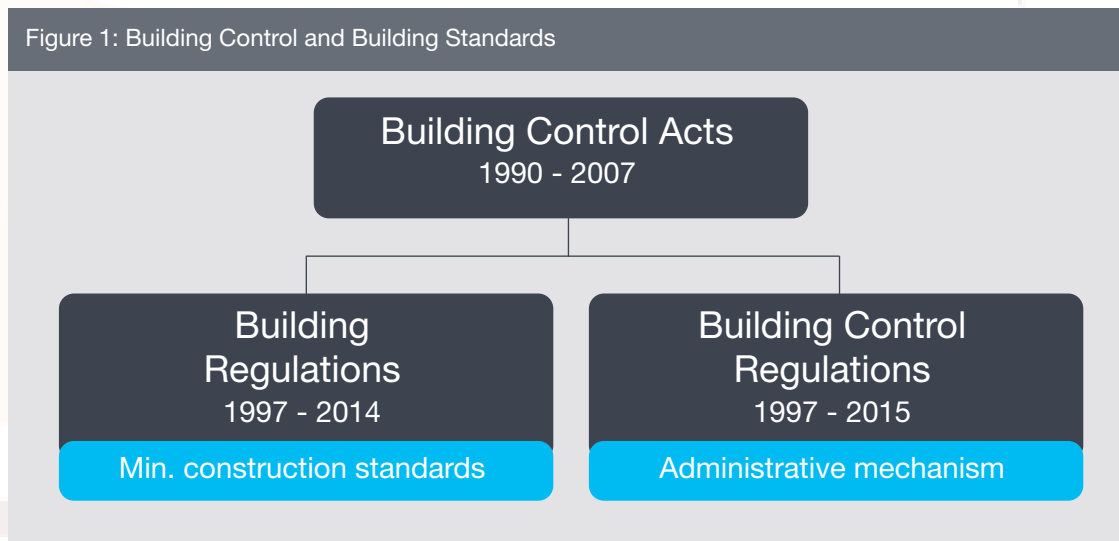 Figure 1: Building Control and Building Standards
Building Control Acts
1990 - 2007
Building
Regulations
1997 - 2014
Min. construction standards
Building Control
Regulations
1997 - 2015
Administrative mechanism